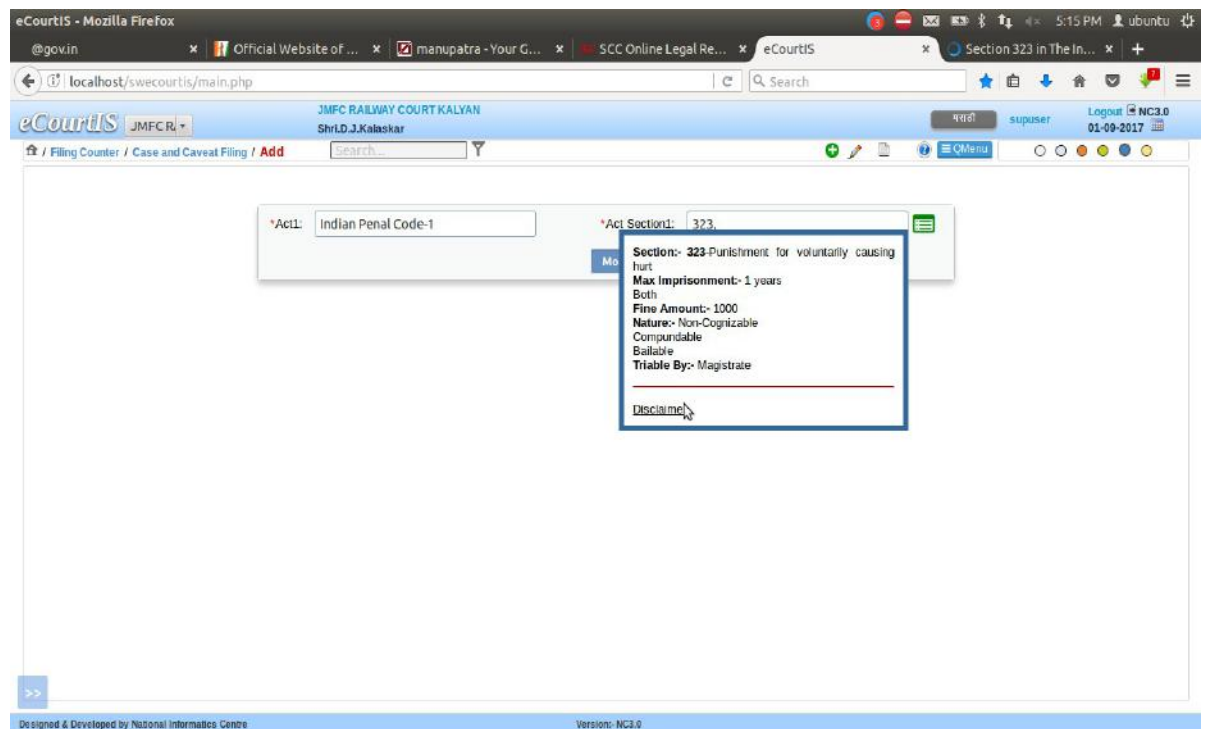 eCourtIS - Mozilla Firefox 5:15 PM ubuntu
@gov.in Official Website of ... manupatra - Your G... SCC Online Legal Re... eCourtIS Section 323 in The In...
localhost/swecourtis/main.php Search
eCourtIS JMFC R JMFC RAILWAY COURT KALYAN मराठी supuser Logout NC3.0
Shri.D.J.Kalaskar 01-09-2017
/ Filing Counter / Case and Caveat Filing / Add Search... QMenu
*Act1: Indian Penal Code-1 *Act Section1: 323,
Mo
Section:- 323-Punishment for voluntarily causing
hurt
Max Imprisonment:- 1 years
Both
Fine Amount:- 1000
Nature:- Non-Cognizable
Compundable
Bailable
Triable By:- Magistrate
Disclaime
>>
Designed & Developed by National Informatics Centre Version:- NC3.0